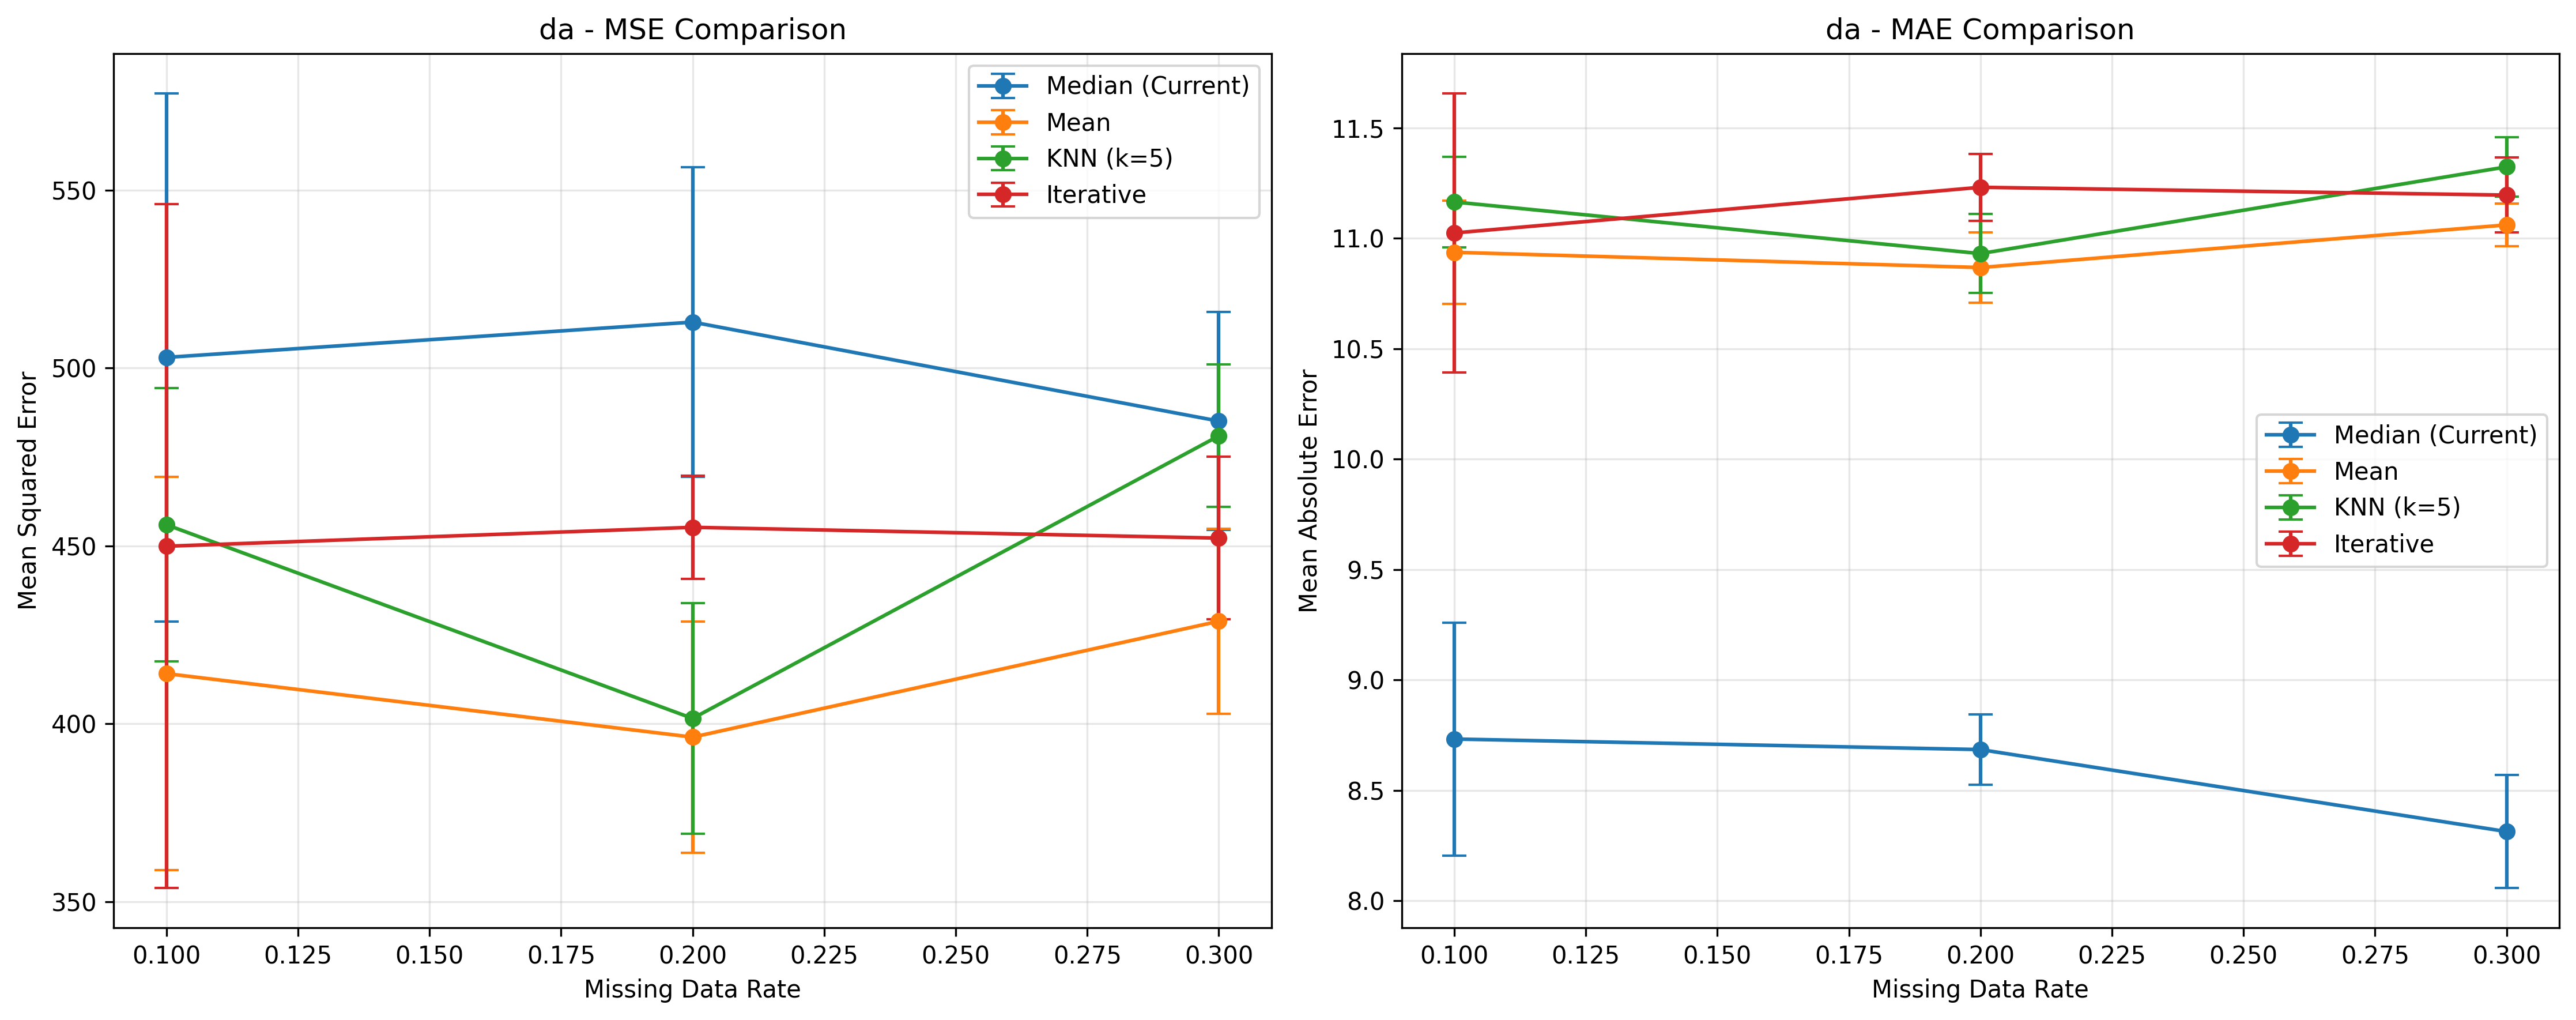 da - MSE Comparison
Mean Squared Error
550
500
450
400
350
0.100 0.125 0.150 0.175 0.200 0.225 0.250 0.275 0.300
Missing Data Rate
Median (Current)
Mean
KNN (k=5)
Iterative
da - MAE Comparison
Mean Absolute Error
11.5
11.0
10.5
10.0
9.5
9.0
8.5
8.0
0.100 0.125 0.150 0.175 0.200 0.225 0.250 0.275 0.300
Missing Data Rate
Median (Current)
Mean
KNN (k=5)
Iterative